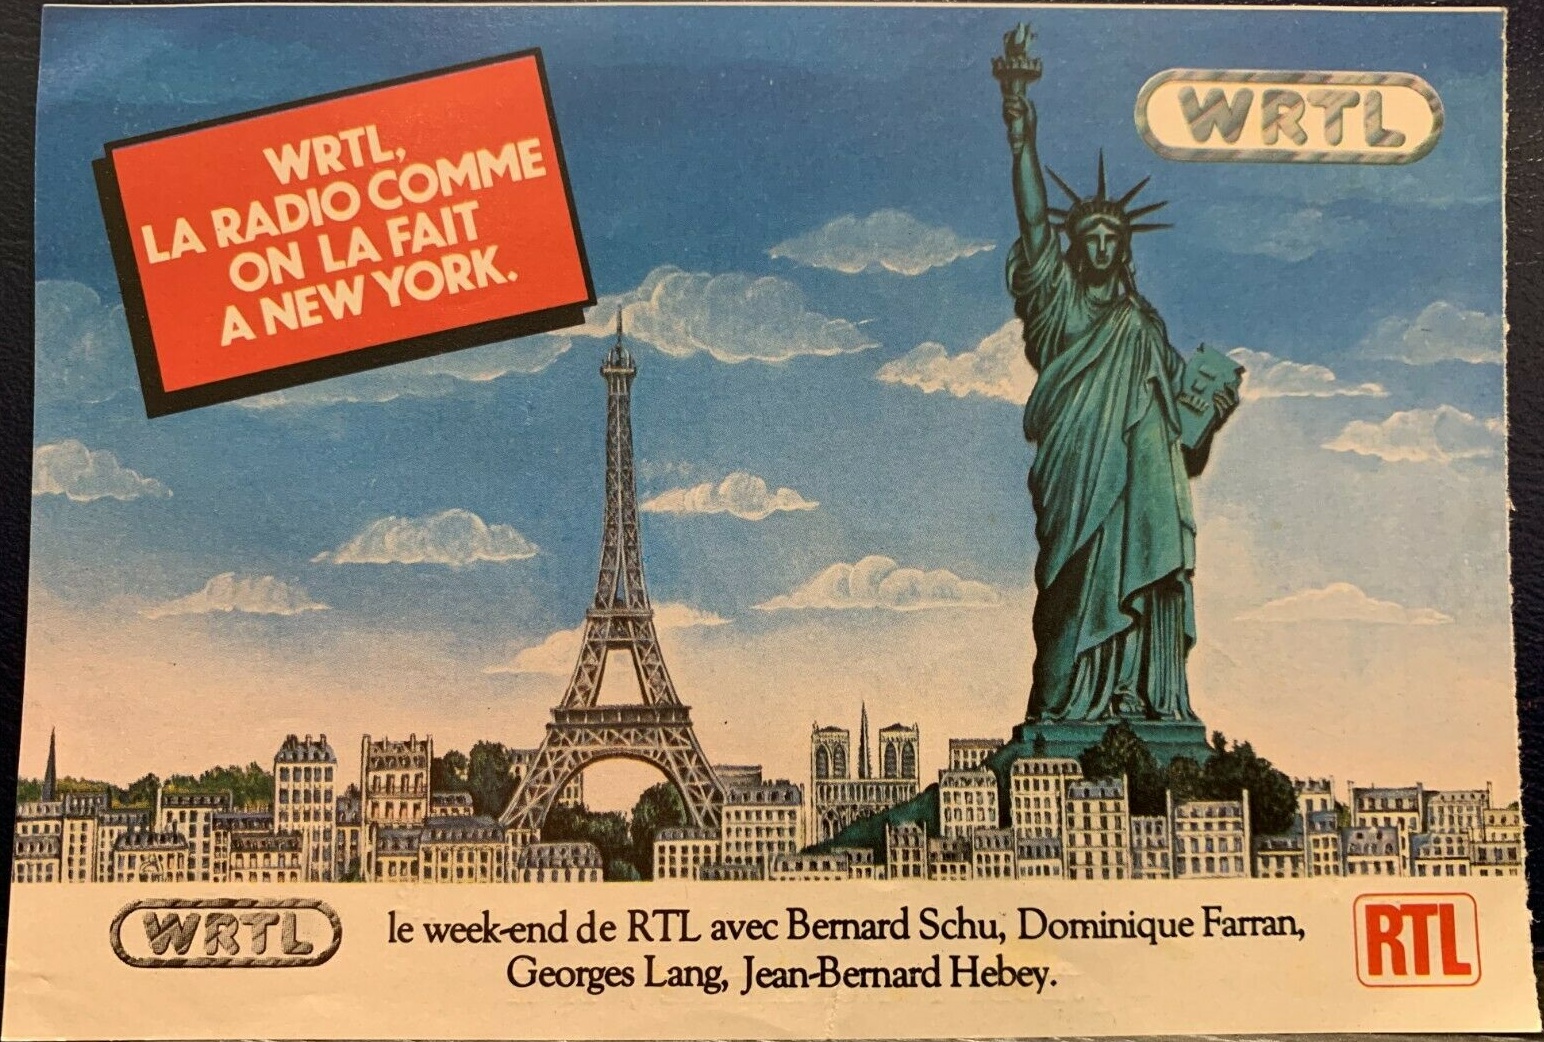 WRTL,
LA RADIO COMME
ON LA FAIT
A NEW YORK.
WRTL
WRTL
le week-end de RTL avec Bernard Schu, Dominique Farran,
Georges Lang, Jean-Bernard Hebey.
RTL